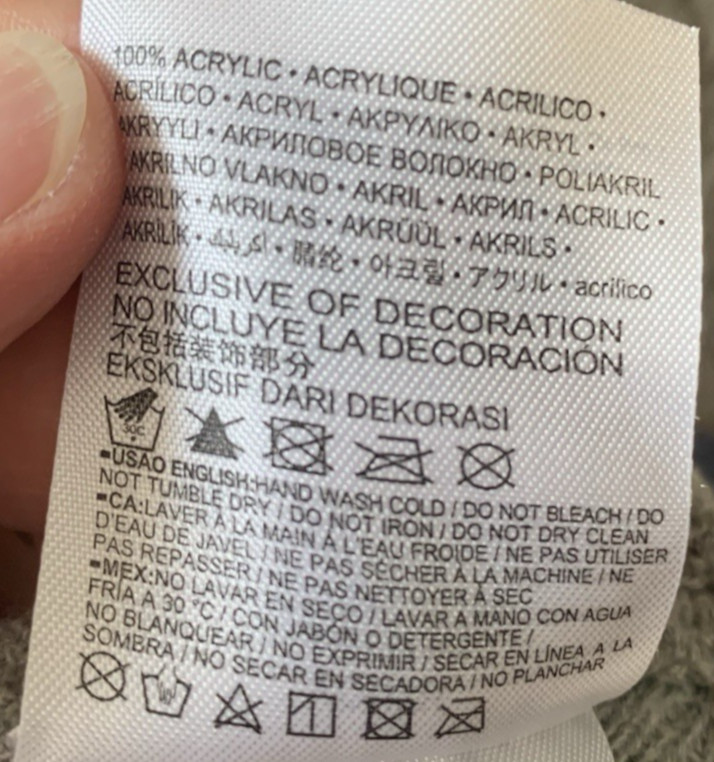 100% ACRYLIC • ACRYLIQUE • ACRILICO •
ACRÍLICO • ACRYL • ΑΚΡΥΛΙΚΟ • AKRYL •
AKRYYLI • АКРИЛОВОЕ ВОЛОКНО • POLIAKRIL
AKRILNO VLAKNO • AKRIL • АКРИЛ • ACRILIC •
AKRILIK • AKRILAS • AKRÜÜL • AKRILS •
AKRILIK • اكريليك • 腈纶 • 아크릴 • アクリル • acrílico
EXCLUSIVE OF DECORATION
NO INCLUYE LA DECORACIÓN
不包括装饰部分
EKSKLUSIF DARI DEKORASI
30C
▪USAO ENGLISH:HAND WASH COLD / DO NOT BLEACH / DO
NOT TUMBLE DRY / DO NOT IRON / DO NOT DRY CLEAN
▪CA:LAVER À LA MAIN À L'EAU FROIDE / NE PAS UTILISER
D'EAU DE JAVEL / NE PAS SÉCHER À LA MACHINE / NE
PAS REPASSER / NE PAS NETTOYER À SEC
▪MEX:NO LAVAR EN SECO / LAVAR A MANO CON AGUA
FRÍA A 30 °C / CON JABÓN O DETERGENTE /
NO BLANQUEAR / NO EXPRIMIR / SECAR EN LÍNEA A LA
SOMBRA / NO SECAR EN SECADORA / NO PLANCHAR